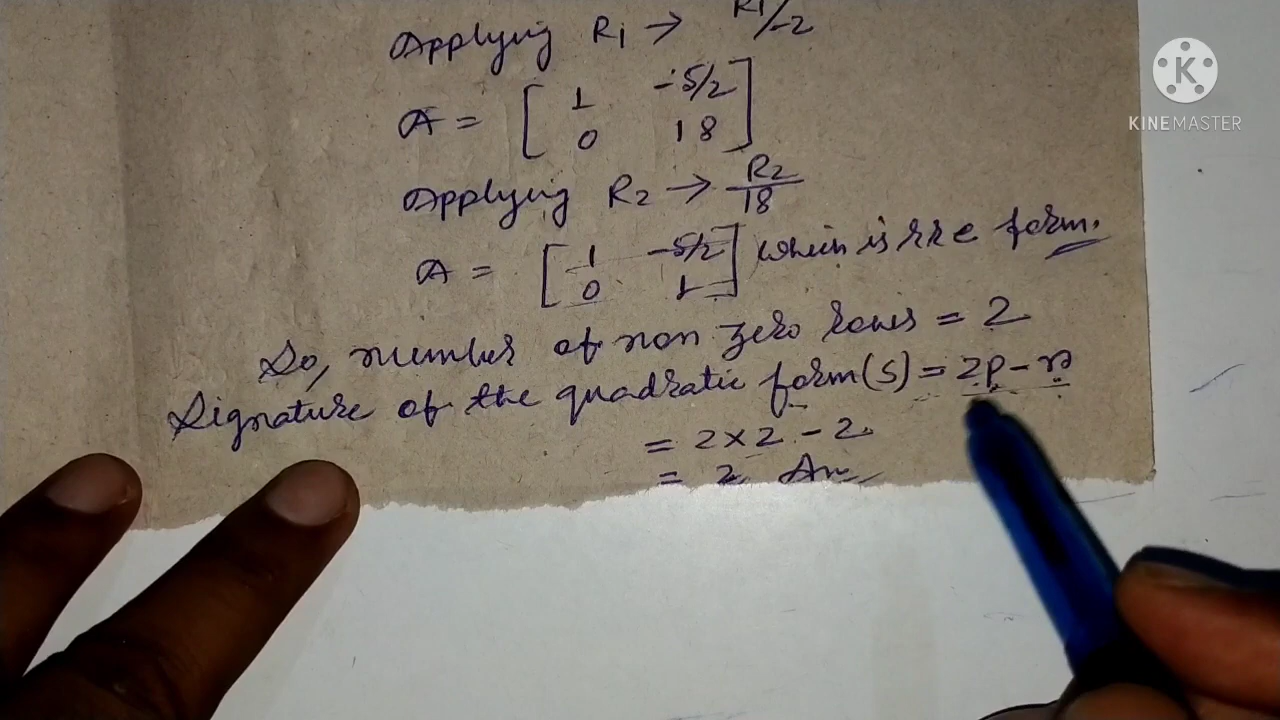 Applying R1 → R1/-2
A = [ 1 -5/2
0 18 ]
Applying R2 → R2/18
A = [ 1 -5/2
0 1 ] which is rre form.
So, number of non zero rows = 2
Signature of the quadratic form(s) = 2p - r
= 2×2 - 2
= 2 Ans
K
KINEMASTER